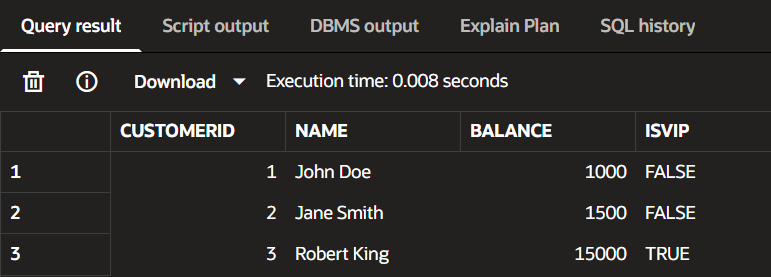 Query result Script output DBMS output Explain Plan SQL history
Download Execution time: 0.008 seconds
CUSTOMERID NAME BALANCE ISVIP
1 1 John Doe 1000 FALSE
2 2 Jane Smith 1500 FALSE
3 3 Robert King 15000 TRUE